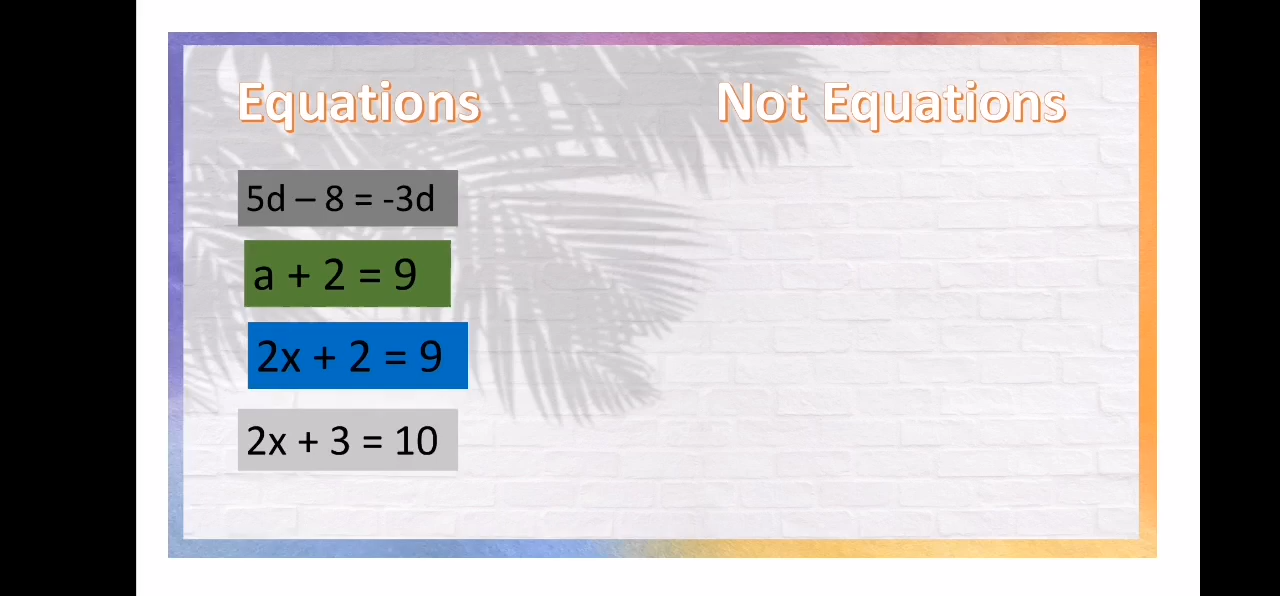 Equations
Not Equations
5d – 8 = -3d
a + 2 = 9
2x + 2 = 9
2x + 3 = 10